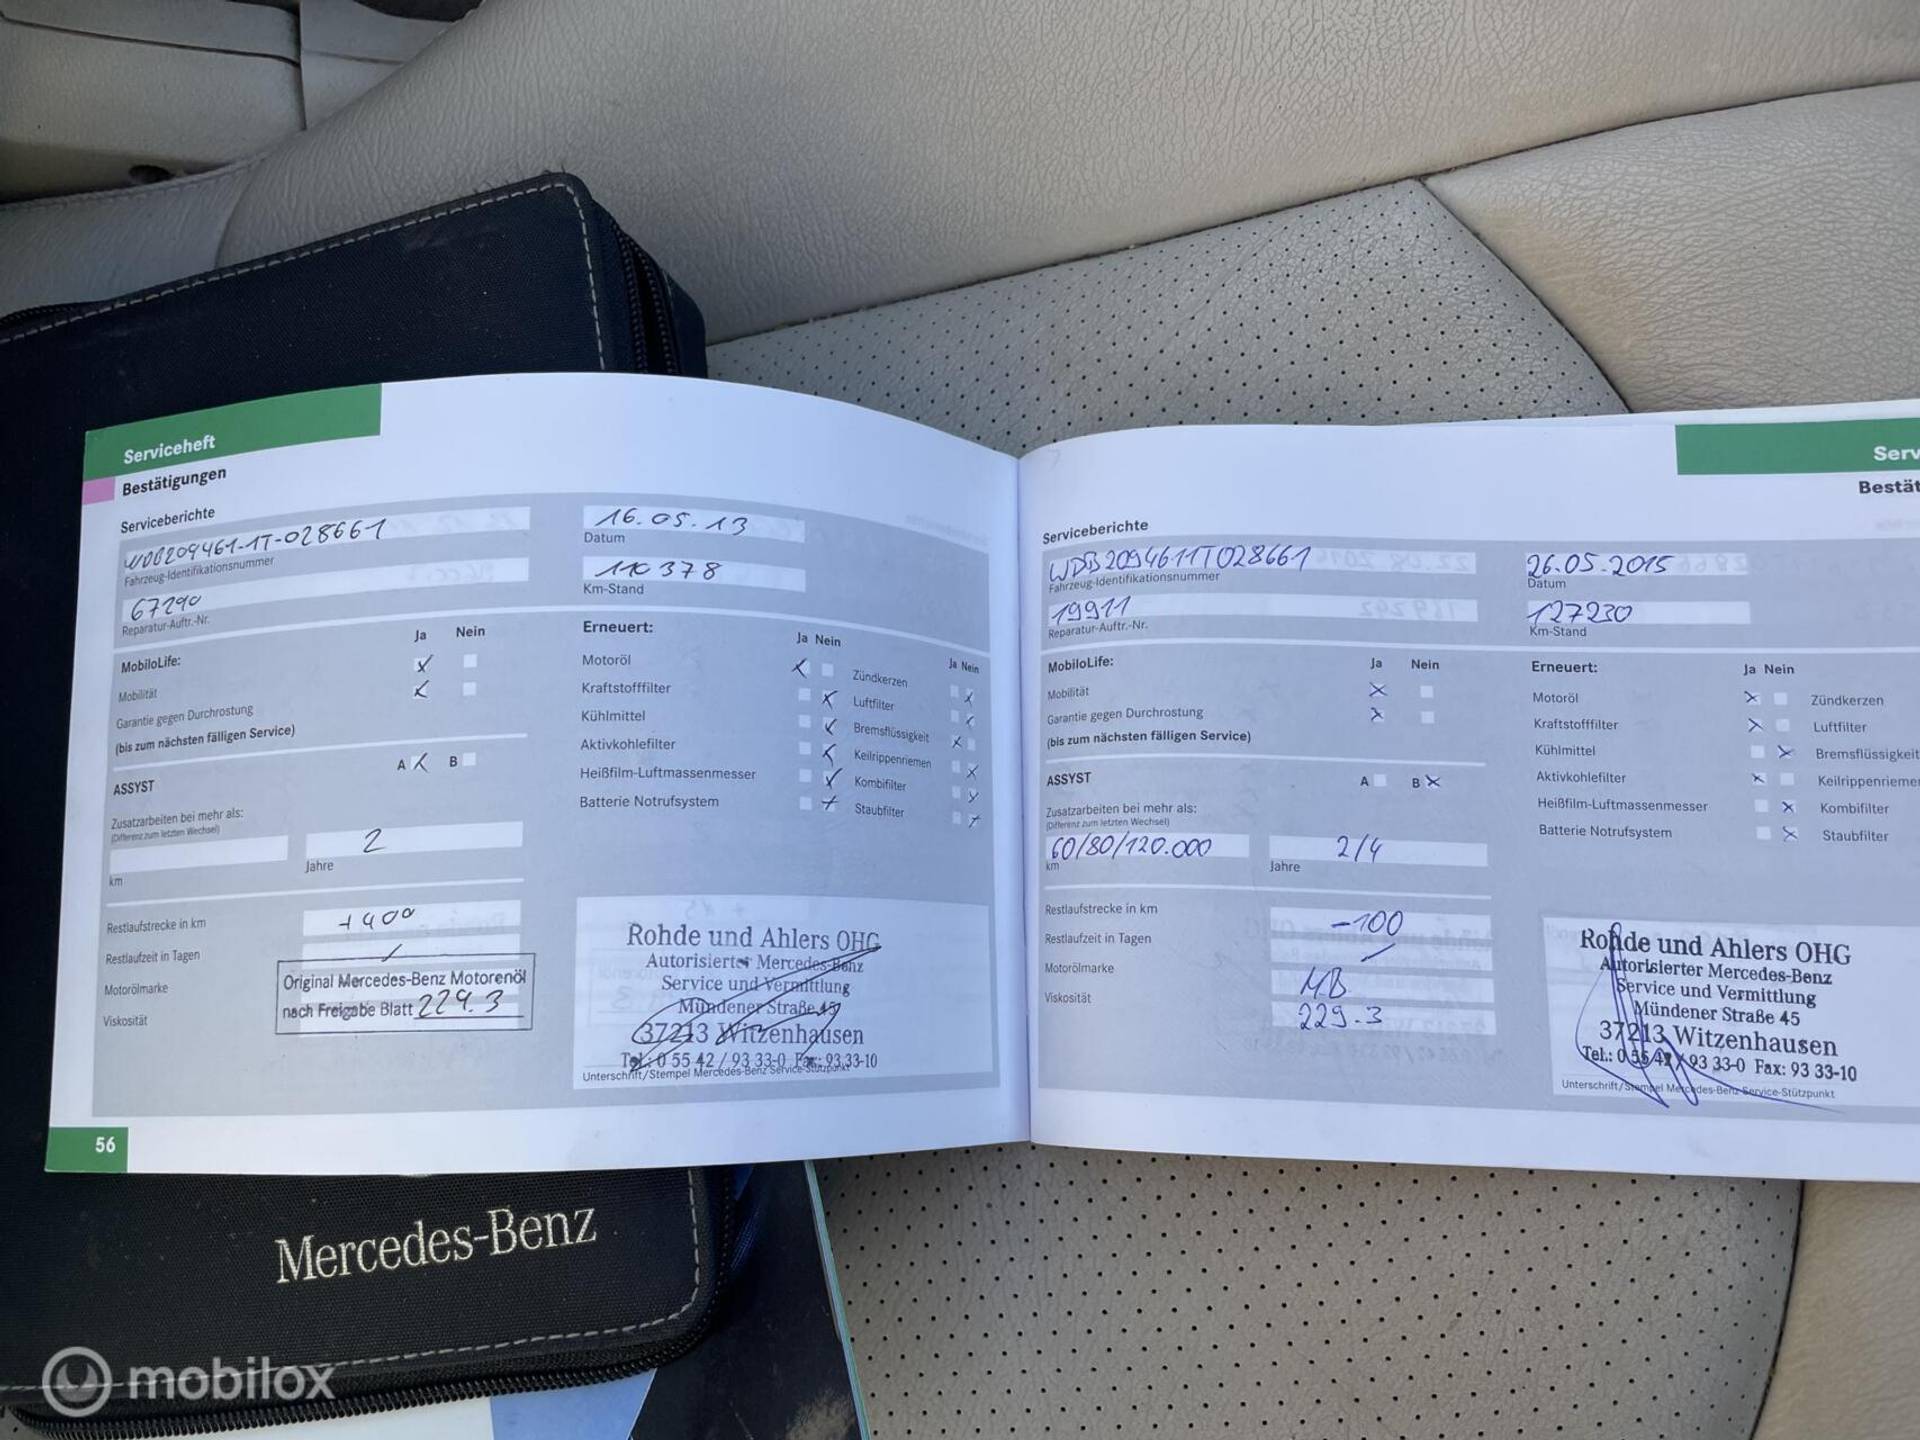 Serviceheft
Bestätigungen
Serviceberichte
WDB209461-1T-028661
Fahrzeug-Identifikationsnummer
67290
Reparatur-Auftr.-Nr.
16.05.13
Datum
110378
Km-Stand
Ja Nein
MobiloLife:
Mobilität
Garantie gegen Durchrostung
(bis zum nächsten fälligen Service)
ASSYST
A B
Zusatzarbeiten bei mehr als:
(Differenz zum letzten Wechsel)
km
2
Jahre
Restlaufstrecke in km
+400
Restlaufzeit in Tagen
Motorölmarke
Viskosität
Original Mercedes-Benz Motorenöl
nach Freigabe Blatt 229.3
Erneuert:
Ja Nein
Motoröl
Kraftstofffilter
Kühlmittel
Aktivkohlefilter
Heißfilm-Luftmassenmesser
Batterie Notrufsystem
Ja Nein
Zündkerzen
Luftfilter
Bremsflüssigkeit
Keilrippenriemen
Kombifilter
Staubfilter
Rohde und Ahlers OHG
Autorisierter Mercedes-Benz
Service und Vermittlung
Mündener Straße 45
37213 Witzenhausen
Tel.: 0 55 42 / 93 33-0 Fax: 93 33-10
Unterschrift/Stempel Mercedes-Benz Service-Stützpunkt
56
Serv
Bestät
Serviceberichte
WDB2094611T028661
Fahrzeug-Identifikationsnummer
19911
Reparatur-Auftr.-Nr.
26.05.2015
Datum
127230
Km-Stand
Ja Nein
MobiloLife:
Mobilität
Garantie gegen Durchrostung
(bis zum nächsten fälligen Service)
ASSYST
A B
Zusatzarbeiten bei mehr als:
(Differenz zum letzten Wechsel)
60/80/120.000
km
2/4
Jahre
Restlaufstrecke in km
-100
Restlaufzeit in Tagen
Motorölmarke
MB
Viskosität
229.3
Erneuert:
Ja Nein
Motoröl
Kraftstofffilter
Kühlmittel
Aktivkohlefilter
Heißfilm-Luftmassenmesser
Batterie Notrufsystem
Zündkerzen
Luftfilter
Bremsflüssigkeit
Keilrippenriemen
Kombifilter
Staubfilter
Rohde und Ahlers OHG
Autorisierter Mercedes-Benz
Service und Vermittlung
Mündener Straße 45
37213 Witzenhausen
Tel.: 0 55 42 / 93 33-0 Fax: 93 33-10
Unterschrift/Stempel Mercedes-Benz Service-Stützpunkt
Mercedes-Benz
mobilox